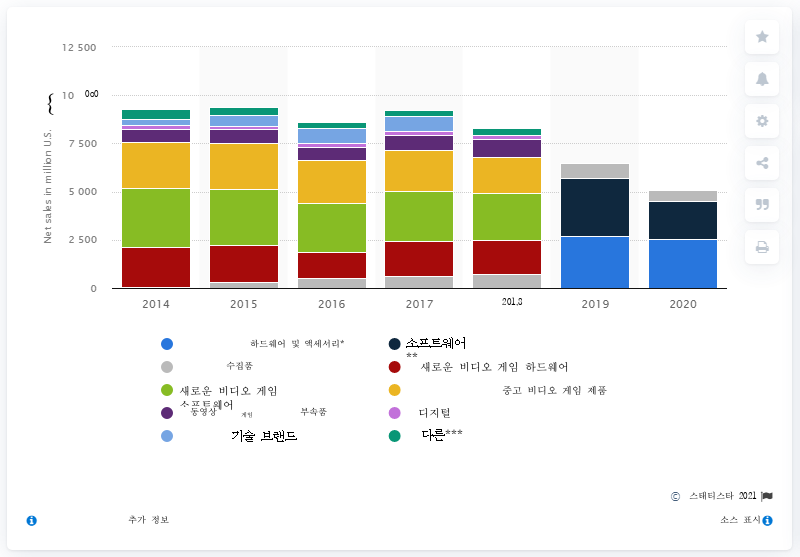 12 500
{ 10 0o0
7 500
5 000
2 500
0
Net sales in million U.S.
2014 2015 2016 2017 201,8 2019 2020
하드웨어 및 액세서리* 소프트웨어
**
수집품 새로운 비디오 게임 하드웨어
새로운 비디오 게임 중고 비디오 게임 제품
소프트웨어
동영상 게임 부속품 디지털
기술 브랜드 다른***
© 스태티스타 2021
추가 정보 소스 표시